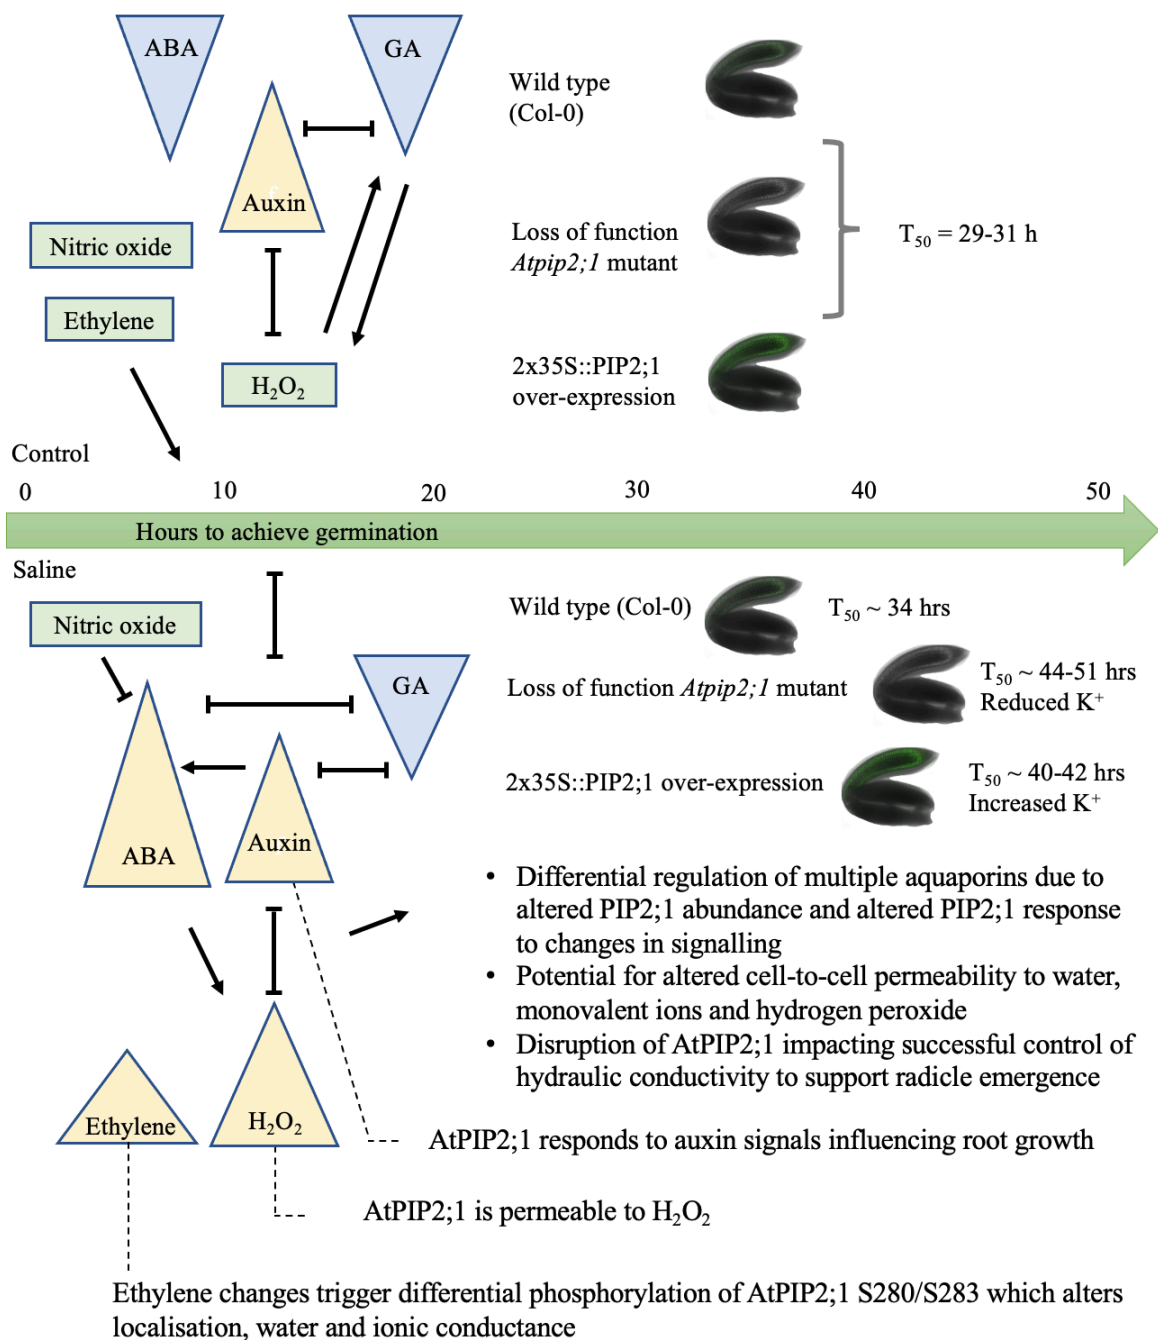 ABA
GA
Auxin
Nitric oxide
Ethylene
H₂O₂
Wild type
(Col-0)
Loss of function
Atpip2;1 mutant
T₅₀ = 29-31 h
2x35S::PIP2;1
over-expression
Control
0 10 20 30 40 50
Hours to achieve germination
Saline
Nitric oxide
GA
ABA
Auxin
Ethylene
H₂O₂
Wild type (Col-0)
T₅₀ ~ 34 hrs
Loss of function Atpip2;1 mutant
T₅₀ ~ 44-51 hrs
Reduced K⁺
2x35S::PIP2;1 over-expression
T₅₀ ~ 40-42 hrs
Increased K⁺
• Differential regulation of multiple aquaporins due to
altered PIP2;1 abundance and altered PIP2;1 response
to changes in signalling
• Potential for altered cell-to-cell permeability to water,
monovalent ions and hydrogen peroxide
• Disruption of AtPIP2;1 impacting successful control of
hydraulic conductivity to support radicle emergence
AtPIP2;1 responds to auxin signals influencing root growth
AtPIP2;1 is permeable to H₂O₂
Ethylene changes trigger differential phosphorylation of AtPIP2;1 S280/S283 which alters
localisation, water and ionic conductance